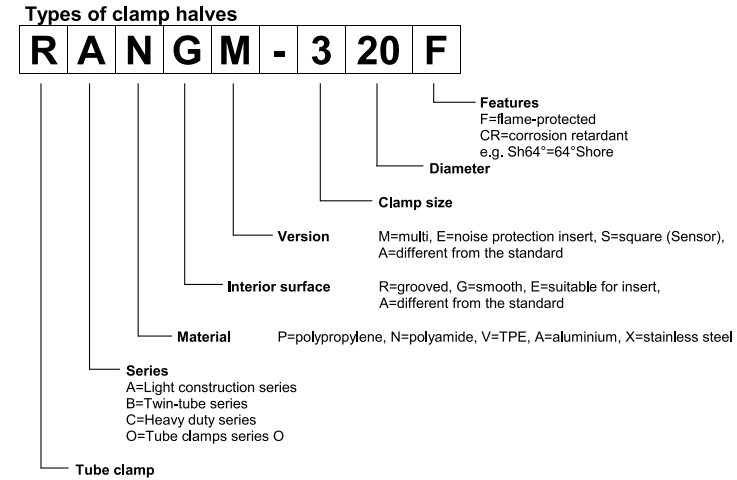 Types of clamp halves
R A N G M - 3 20 F
Features
F=flame-protected
CR=corrosion retardant
e.g. Sh64°=64°Shore
Diameter
Clamp size
Version M=multi, E=noise protection insert, S=square (Sensor),
A=different from the standard
Interior surface R=grooved, G=smooth, E=suitable for insert,
A=different from the standard
Material P=polypropylene, N=polyamide, V=TPE, A=aluminium, X=stainless steel
Series
A=Light construction series
B=Twin-tube series
C=Heavy duty series
O=Tube clamps series O
Tube clamp